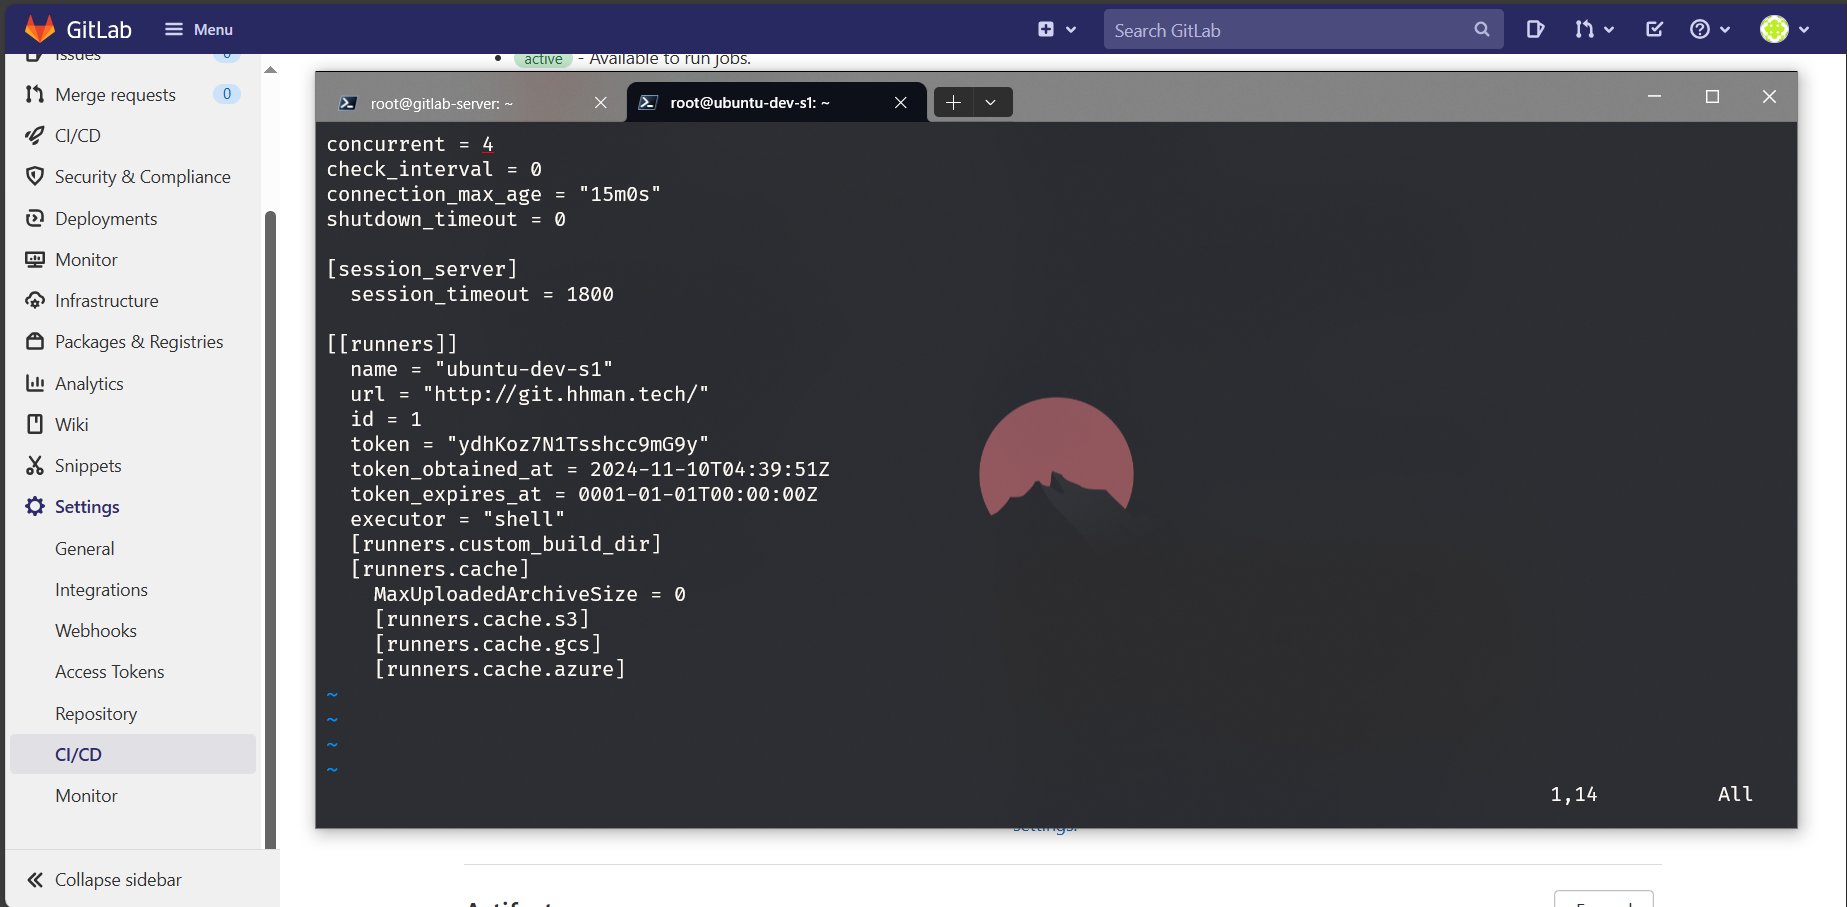 GitLab
Menu
Search GitLab
Issues
0
Merge requests
0
CI/CD
Security & Compliance
Deployments
Monitor
Infrastructure
Packages & Registries
Analytics
Wiki
Snippets
Settings
General
Integrations
Webhooks
Access Tokens
Repository
CI/CD
Monitor
Collapse sidebar
active - Available to run jobs.
root@gitlab-server: ~
root@ubuntu-dev-s1: ~
concurrent = 4
check_interval = 0
connection_max_age = "15m0s"
shutdown_timeout = 0
[session_server]
session_timeout = 1800
[[runners]]
name = "ubuntu-dev-s1"
url = "http://git.hhman.tech/"
id = 1
token = "ydhKoz7N1Tsshcc9mG9y"
token_obtained_at = 2024-11-10T04:39:51Z
token_expires_at = 0001-01-01T00:00:00Z
executor = "shell"
[runners.custom_build_dir]
[runners.cache]
MaxUploadedArchiveSize = 0
[runners.cache.s3]
[runners.cache.gcs]
[runners.cache.azure]
~
~
~
~
1,14 All
settings.